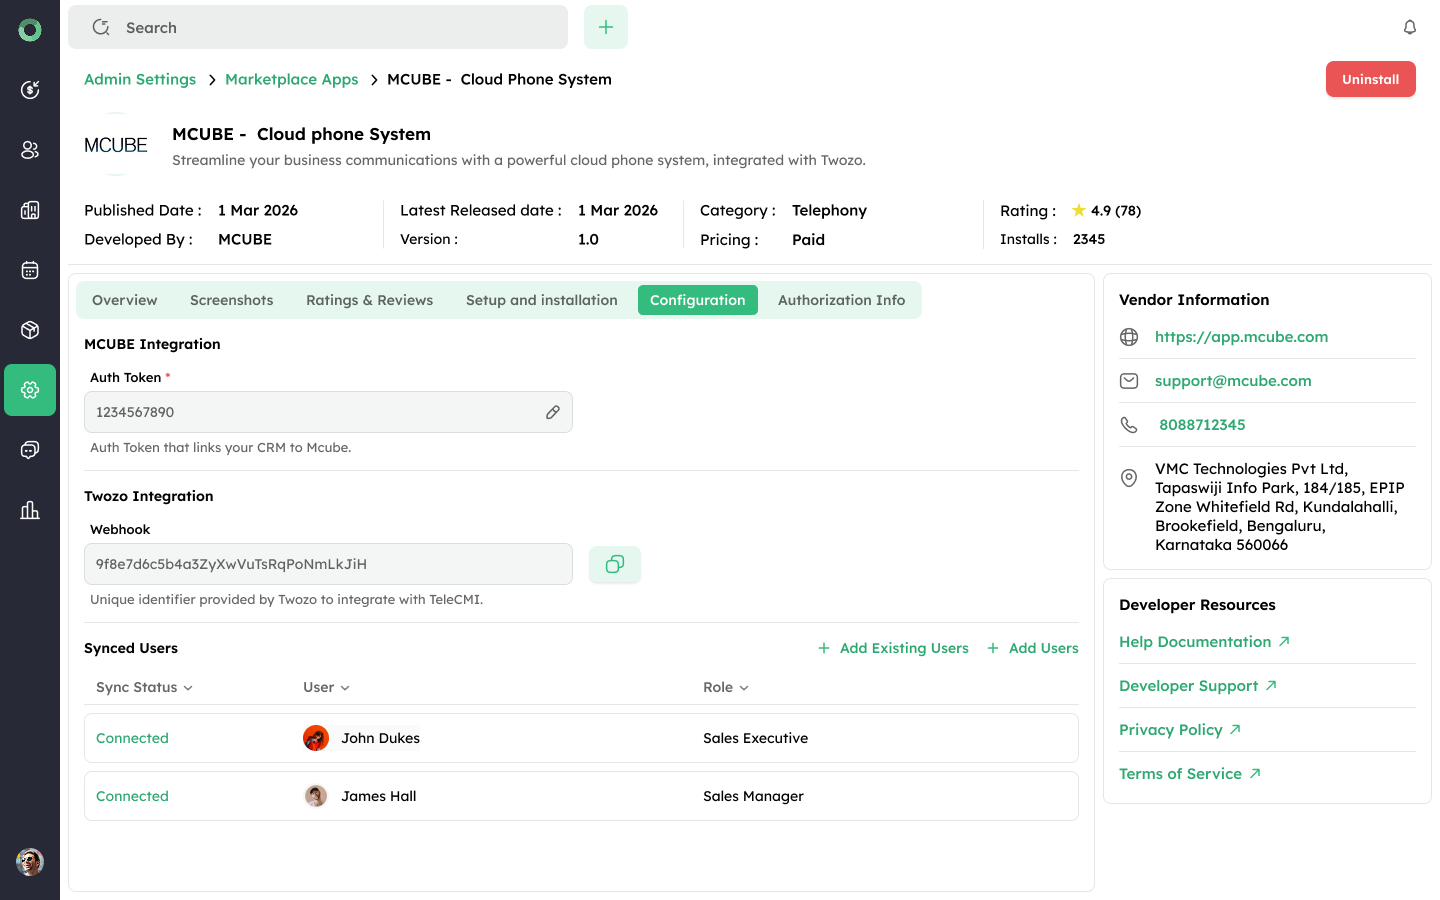 Search
Admin Settings > Marketplace Apps > MCUBE - Cloud Phone System
Uninstall
MCUBE
MCUBE - Cloud phone System
Streamline your business communications with a powerful cloud phone system, integrated with Twozo.
Published Date : 1 Mar 2026 Latest Released date : 1 Mar 2026 Category : Telephony Rating : 4.9 (78)
Developed By : MCUBE Version : 1.0 Pricing : Paid Installs : 2345
Overview Screenshots Ratings & Reviews Setup and installation Configuration Authorization Info
MCUBE Integration
Auth Token *
1234567890
Auth Token that links your CRM to Mcube.
Twozo Integration
Webhook
9f8e7d6c5b4a3ZyXwVuTsRqPoNmLkJiH
Unique identifier provided by Twozo to integrate with TeleCMI.
Synced Users + Add Existing Users + Add Users
Sync Status User Role
Connected John Dukes Sales Executive
Connected James Hall Sales Manager
Vendor Information
https://app.mcube.com
support@mcube.com
8088712345
VMC Technologies Pvt Ltd,
Tapaswiji Info Park, 184/185, EPIP
Zone Whitefield Rd, Kundalahalli,
Brookefield, Bengaluru,
Karnataka 560066
Developer Resources
Help Documentation
Developer Support
Privacy Policy
Terms of Service